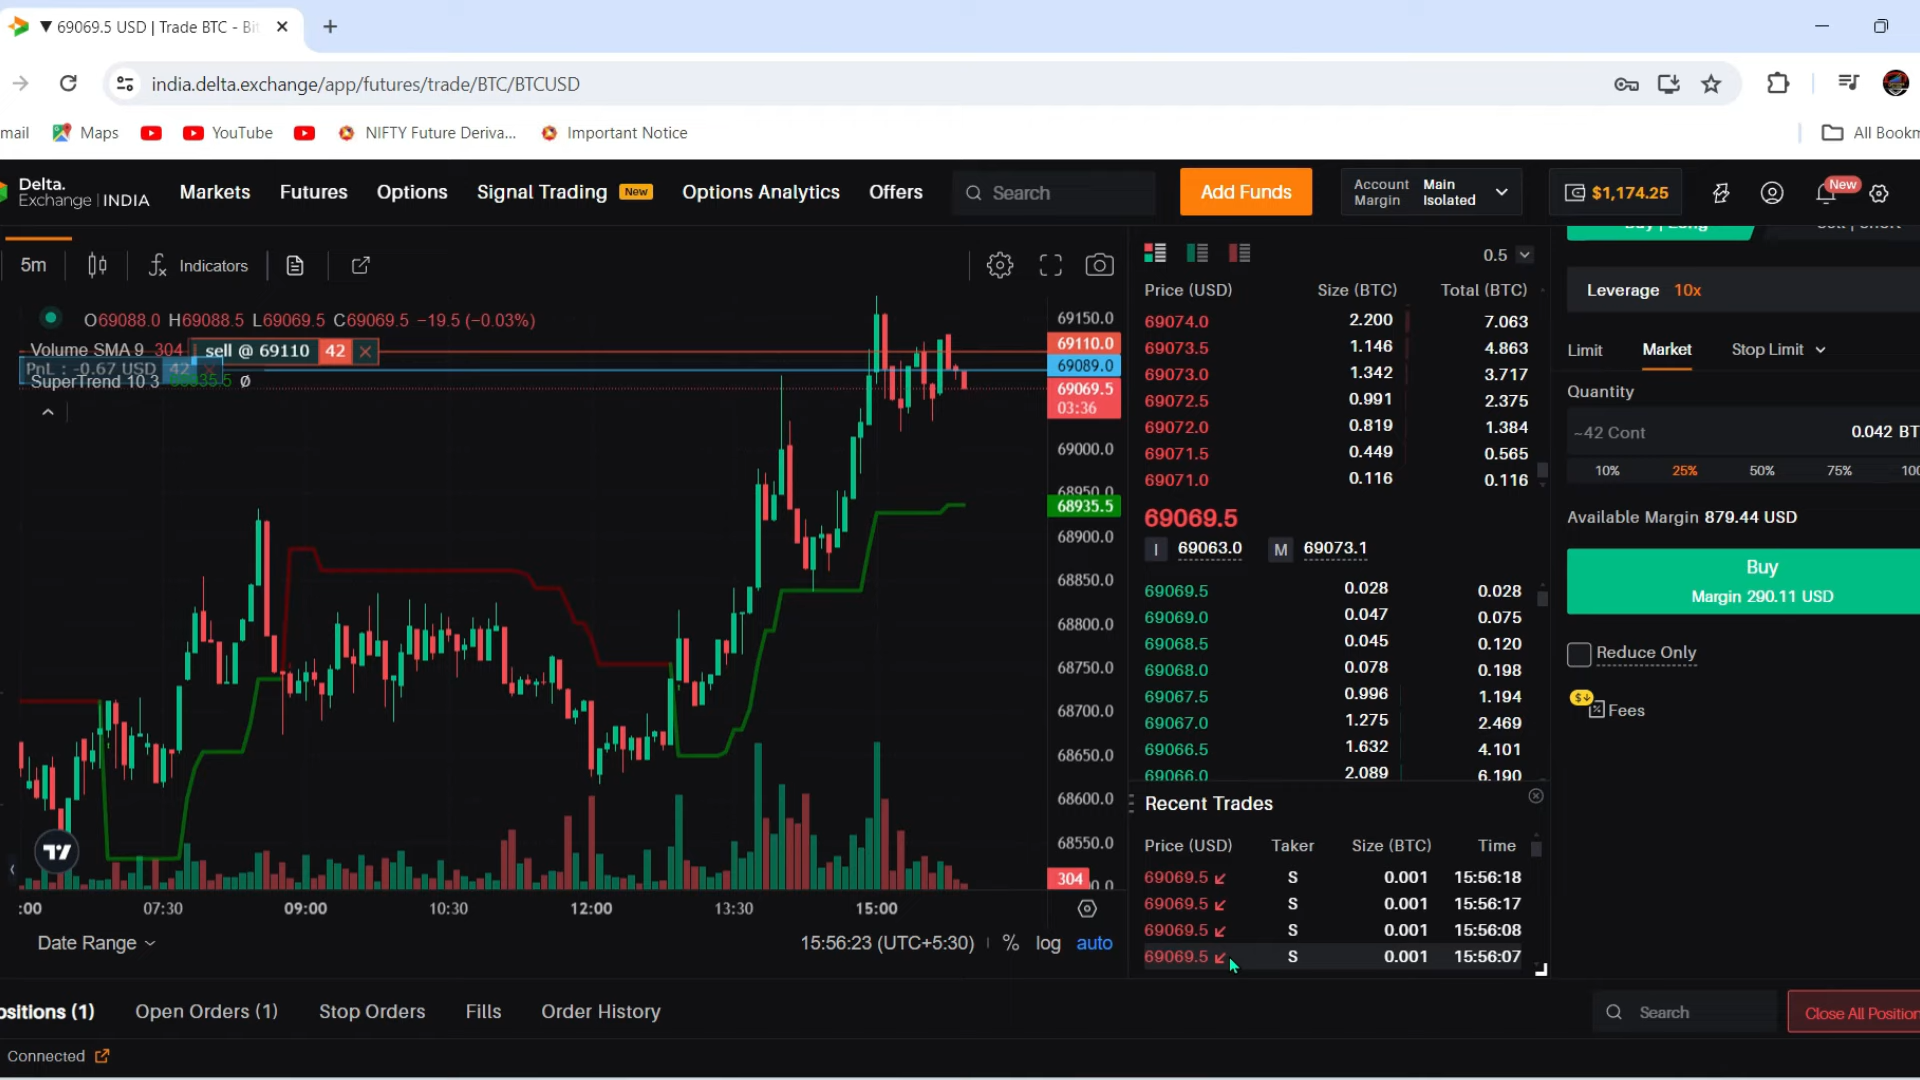 ▼ 69069.5 USD | Trade BTC - Bi
india.delta.exchange/app/futures/trade/BTC/BTCUSD
mail Maps YouTube NIFTY Future Deriva... Important Notice All Bookm
Delta.
Exchange | INDIA
Markets Futures Options Signal Trading New Options Analytics Offers Search Add Funds
Account Margin Main Isolated
$1,174.25
New
5m Indicators
O69088.0 H69088.5 L69069.5 C69069.5 −19.5 (−0.03%)
Volume SMA 9 304
sell @ 69110 42
PnL : -0.67 USD 42
SuperTrend 10 3 68935.5 ø
69150.0
69110.0
69089.0
69069.5
03:36
69000.0
68950.0
68935.5
68900.0
68850.0
68800.0
68750.0
68700.0
68650.0
68600.0
68550.0
304
:00 07:30 09:00 10:30 12:00 13:30 15:00
Date Range 15:56:23 (UTC+5:30) % log auto
0.5
Price (USD) Size (BTC) Total (BTC)
69074.0 2.200 7.063
69073.5 1.146 4.863
69073.0 1.342 3.717
69072.5 0.991 2.375
69072.0 0.819 1.384
69071.5 0.449 0.565
69071.0 0.116 0.116
69069.5
I 69063.0 M 69073.1
69069.5 0.028 0.028
69069.0 0.047 0.075
69068.5 0.045 0.120
69068.0 0.078 0.198
69067.5 0.996 1.194
69067.0 1.275 2.469
69066.5 1.632 4.101
69066.0 2.089 6.190
Recent Trades
Price (USD) Taker Size (BTC) Time
69069.5 S 0.001 15:56:18
69069.5 S 0.001 15:56:17
69069.5 S 0.001 15:56:08
69069.5 S 0.001 15:56:07
Buy | Long Sell | Short
Leverage 10x
Limit Market Stop Limit
Quantity
~42 Cont 0.042 BT
10% 25% 50% 75% 100
Available Margin 879.44 USD
Buy
Margin 290.11 USD
Reduce Only
Fees
ositions (1) Open Orders (1) Stop Orders Fills Order History Search Close All Position
Connected